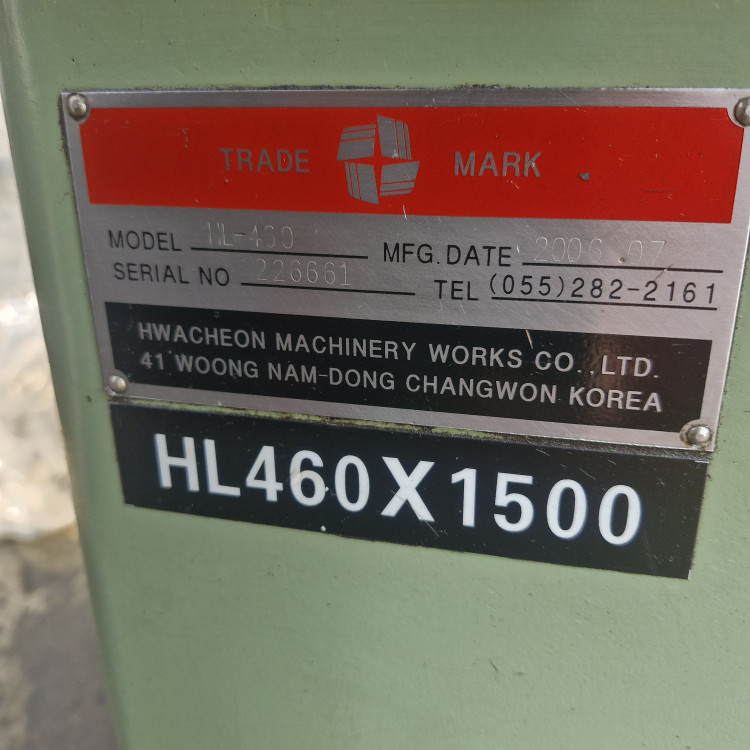 TRADE MARK
MODEL HL-460 MFG. DATE 2006.07
SERIAL NO 226661 TEL (055)282-2161
HWACHEON MACHINERY WORKS CO., LTD.
41 WOONG NAM-DONG CHANGWON KOREA
HL460X1500